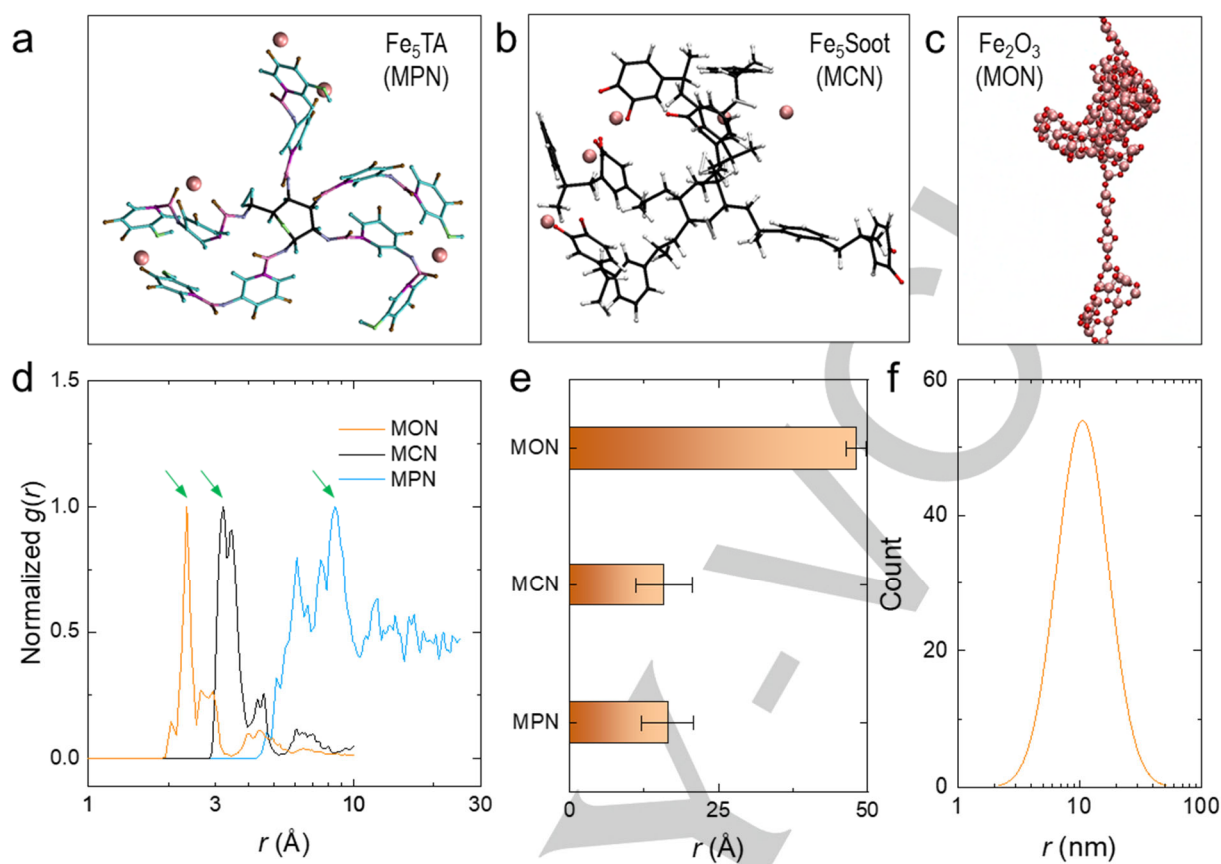 a
Fe5TA
(MPN)
b
Fe5Soot
(MCN)
c
Fe2O3
(MON)
d
1.5
1.0
0.5
0.0
Normalized g(r)
MON
MCN
MPN
1
3
10
30
r (Å)
e
MON
MCN
MPN
0
25
50
r (Å)
f
60
40
20
0
Count
1
10
100
r (nm)